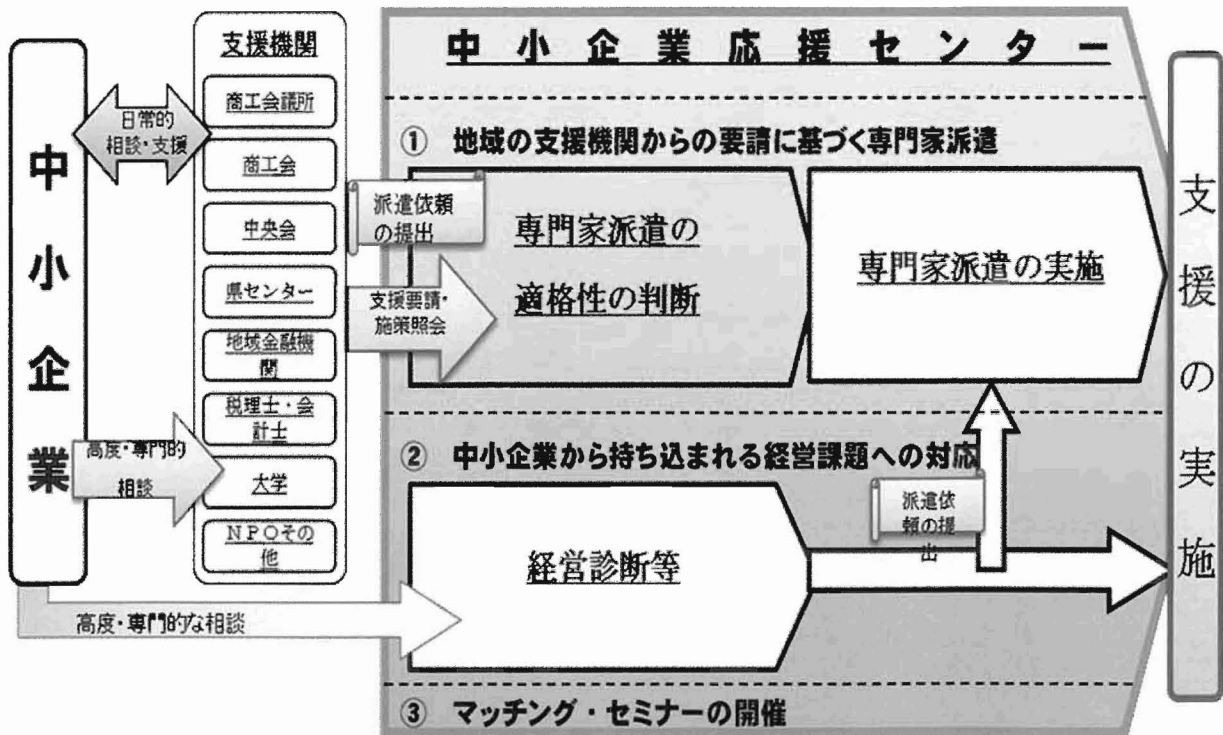 中小企業
支援機関
商工会議所
商工会
中央会
県センター
地域金融機
関
税理士・会
計士
大学
NPOその
他
日常的
相談・支援
高度・専門的
相談
高度・専門的な相談
中小企業応援センター
① 地域の支援機関からの要請に基づく専門家派遣
派遣依頼
の提出
支援要請・
施策照会
専門家派遣の
適格性の判断
専門家派遣の実施
② 中小企業から持ち込まれる経営課題への対応
経営診断等
派遣依
頼の提
出
③ マッチング・セミナーの開催
支援の実施